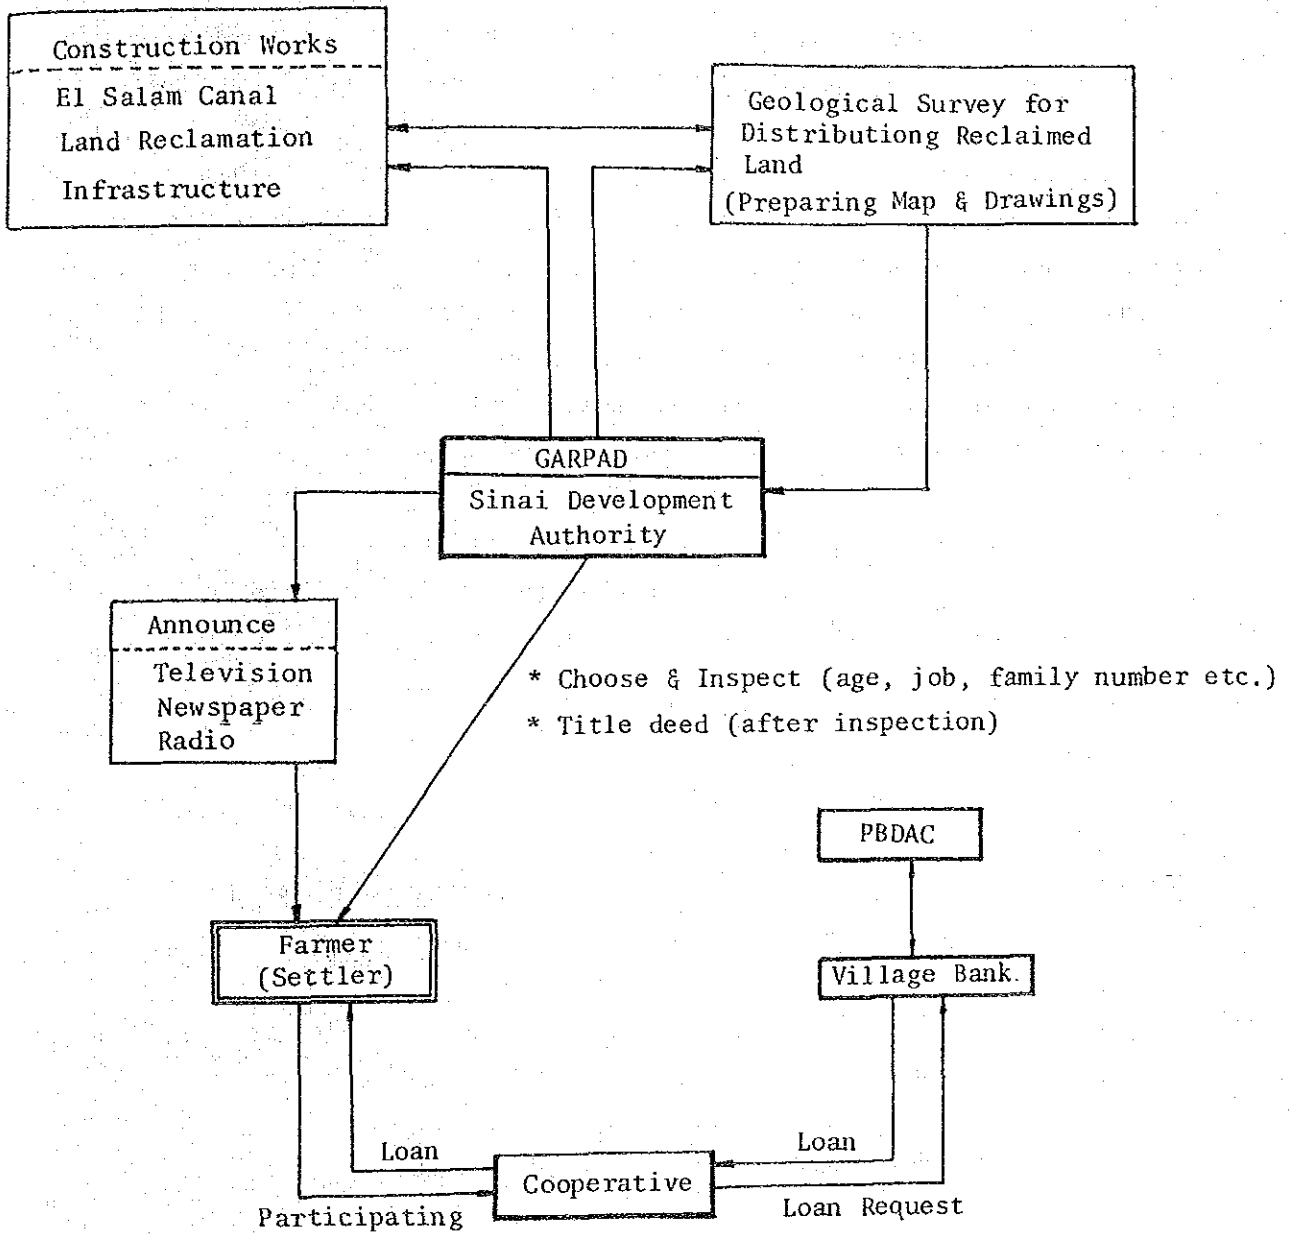 Construction Works
El Salam Canal
Land Reclamation
Infrastructure
Geological Survey for
Distributiong Reclaimed
Land
(Preparing Map & Drawings)
GARPAD
Sinai Development
Authority
Announce
Television
Newspaper
Radio
* Choose & Inspect (age, job, family number etc.)
* Title deed (after inspection)
PBDAC
Farmer
(Settler)
Village Bank.
Loan
Loan
Cooperative
Participating
Loan Request